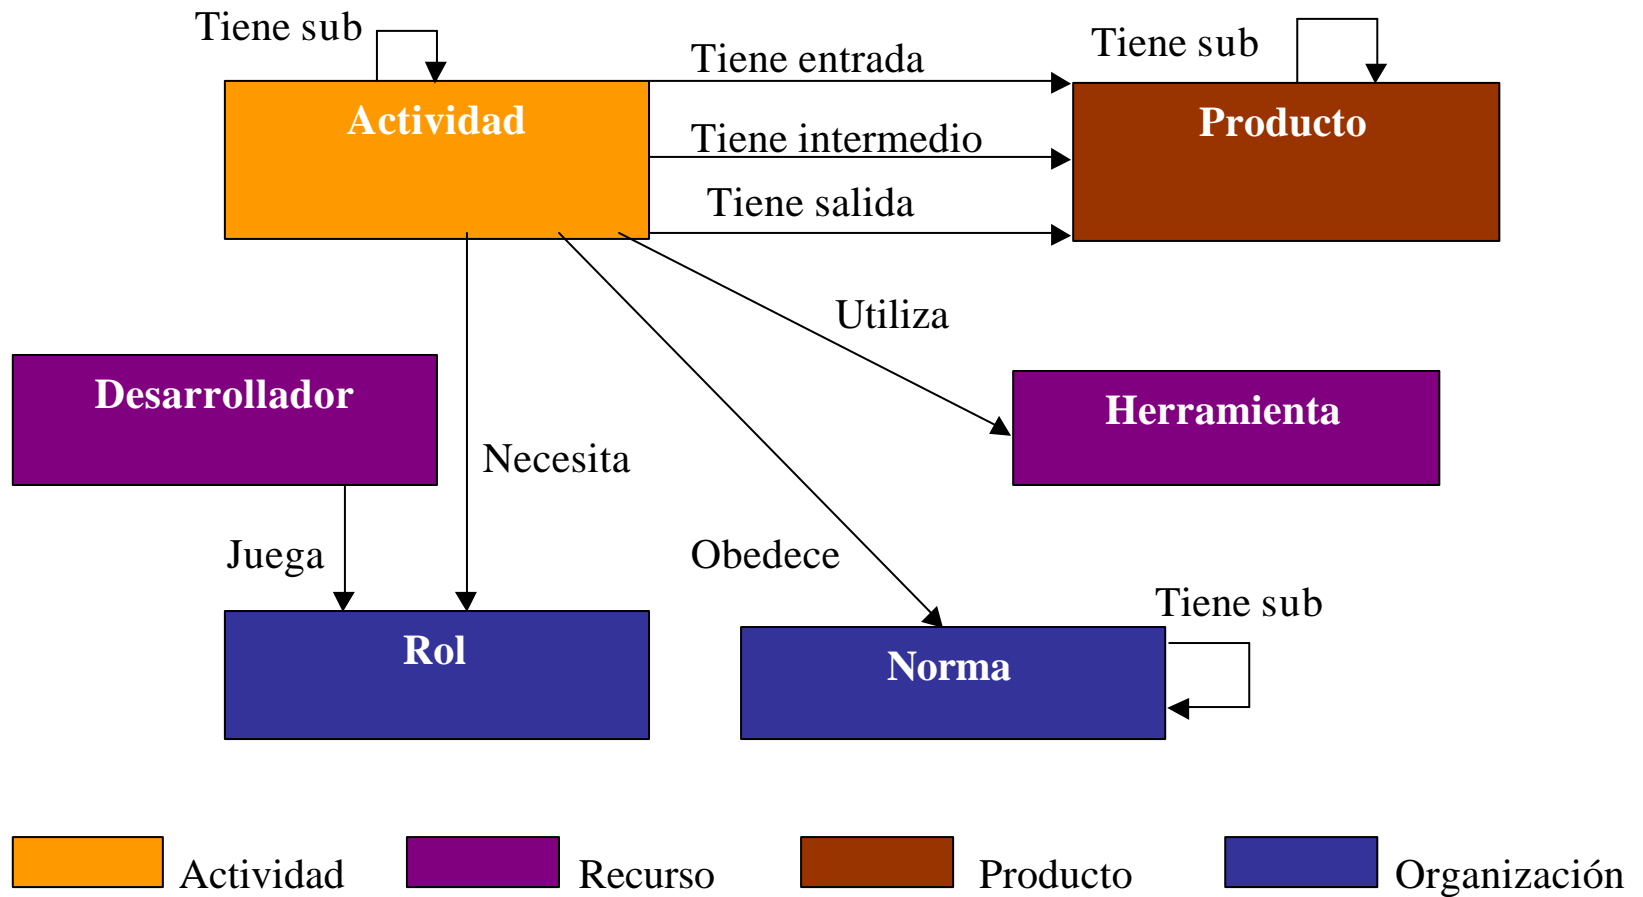 Tiene sub
Tiene entrada
Tiene sub
Actividad
Producto
Tiene intermedio
Tiene salida
Utiliza
Desarrollador
Herramienta
Necesita
Juega
Obedece
Tiene sub
Rol
Norma
Actividad
Recurso
Producto
Organización